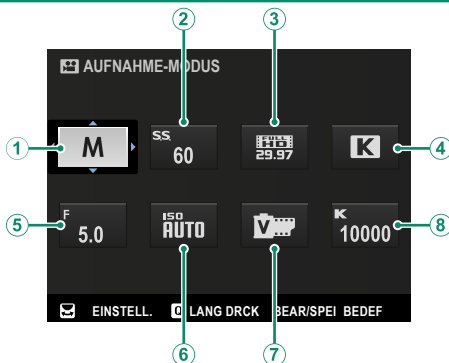 ② ③
AUFNAHME-MODUS
① M S.S. 60 FULL HD 29.97 K ④
⑤ F 5.0 ISO AUTO V K 10000 ⑧
EINSTELL. Q LANG DRCK BEAR/SPEI BEDEF
⑥ ⑦